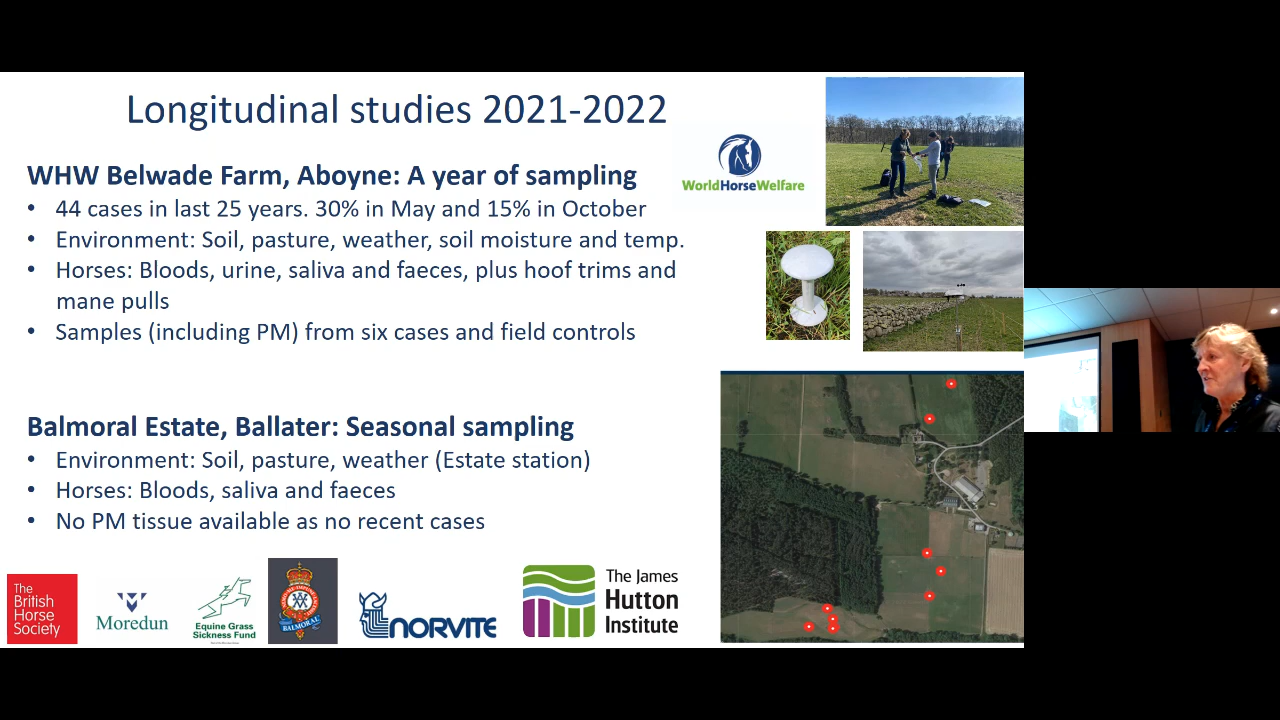 Longitudinal studies 2021-2022
WHW Belwade Farm, Aboyne: A year of sampling
• 44 cases in last 25 years. 30% in May and 15% in October
• Environment: Soil, pasture, weather, soil moisture and temp.
• Horses: Bloods, urine, saliva and faeces, plus hoof trims and
mane pulls
• Samples (including PM) from six cases and field controls
WorldHorseWelfare
Balmoral Estate, Ballater: Seasonal sampling
• Environment: Soil, pasture, weather (Estate station)
• Horses: Bloods, saliva and faeces
• No PM tissue available as no recent cases
The
British
Horse
Society
Moredun
Equine Grass
Sickness Fund
BALMORAL
NORVITE
The James
Hutton
Institute